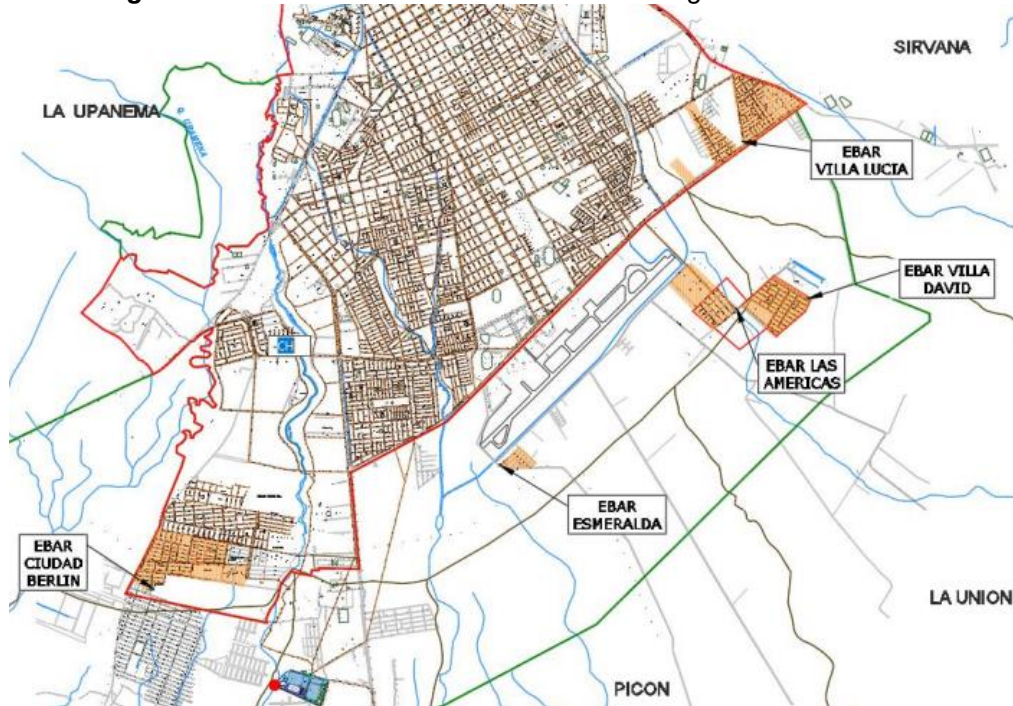 SIRVANA
LA UPANEMA
EBAR
VILLA LUCIA
EBAR VILLA
DAVID
EBAR LAS
AMERICAS
CH
EBAR
ESMERALDA
EBAR
CIUDAD
BERLIN
LA UNION
PICON